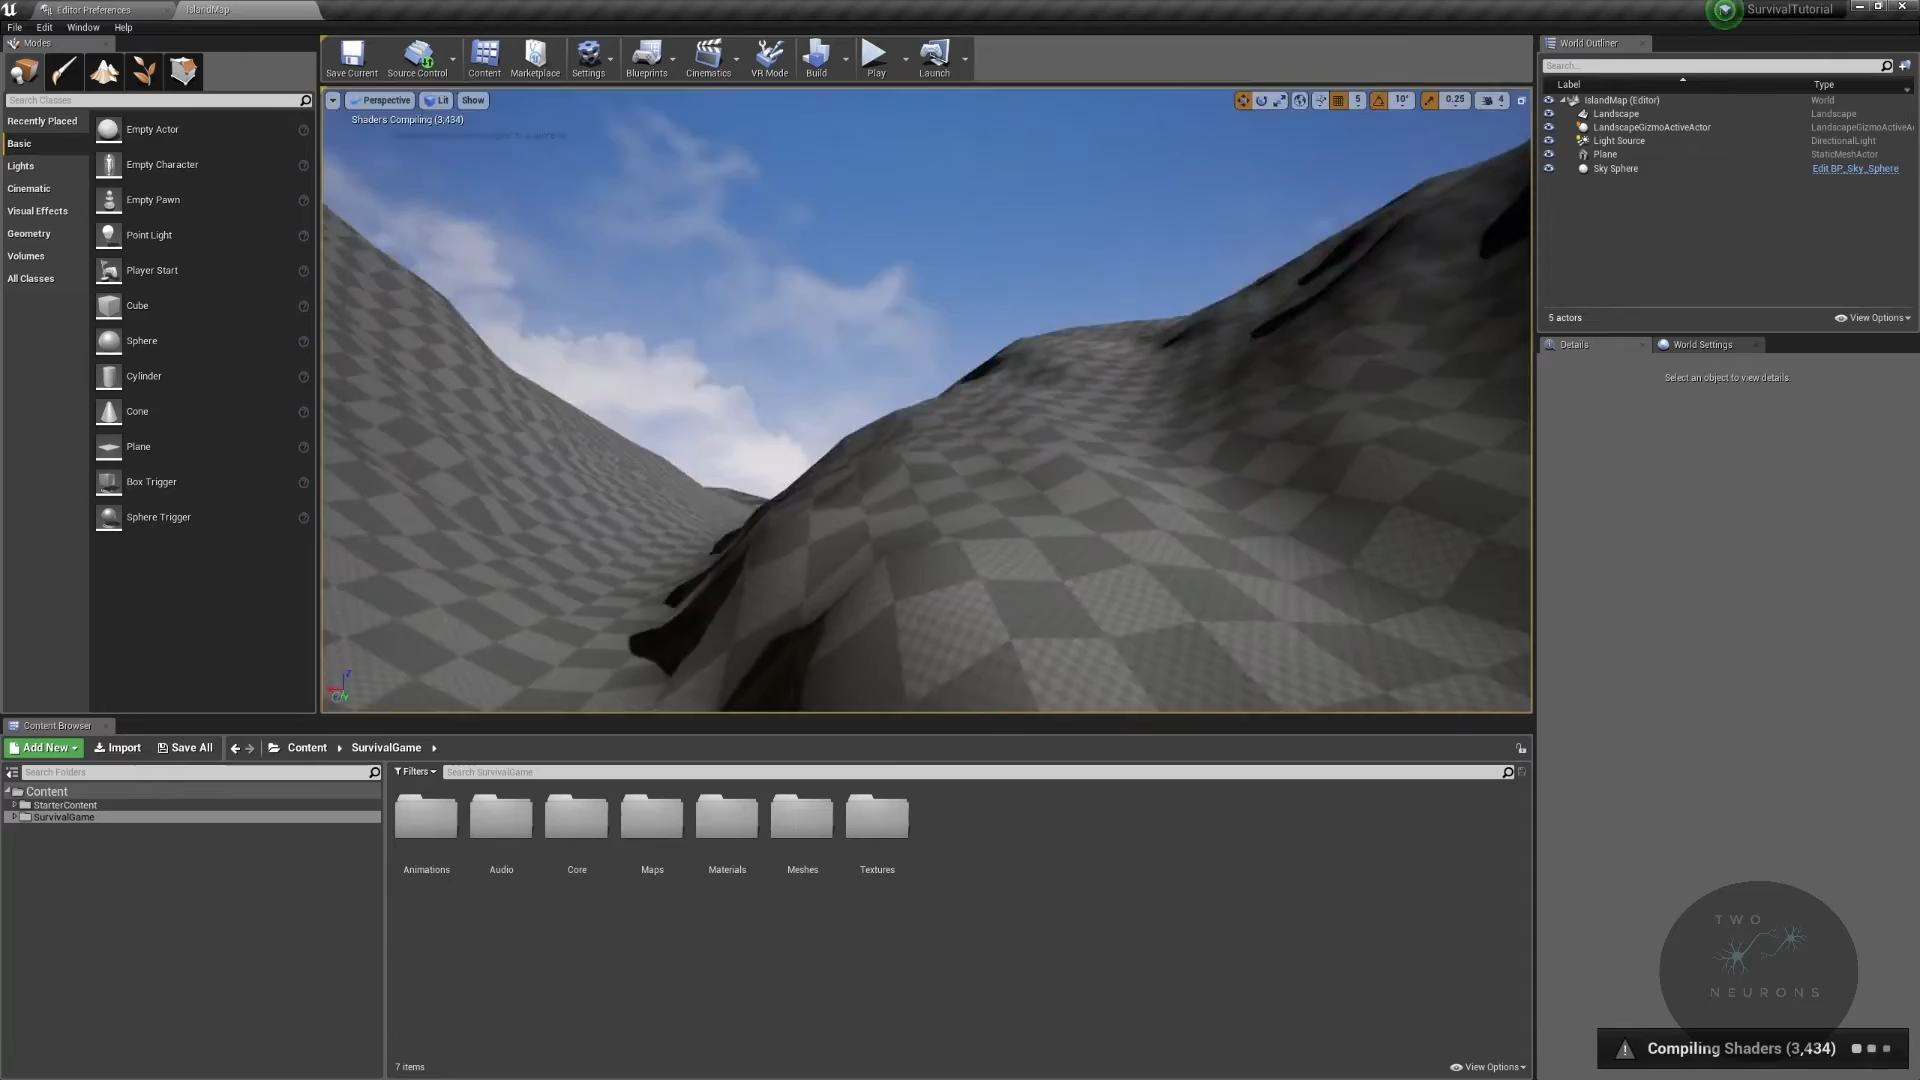 Editor Preferences
IslandMap
SurvivalTutorial
File Edit Window Help
Modes
Search Classes
Recently Placed
Basic
Lights
Cinematic
Visual Effects
Geometry
Volumes
All Classes
Empty Actor
Empty Character
Empty Pawn
Point Light
Player Start
Cube
Sphere
Cylinder
Cone
Plane
Box Trigger
Sphere Trigger
Save Current
Source Control
Content
Marketplace
Settings
Blueprints
Cinematics
VR Mode
Build
Play
Launch
Perspective
Lit
Show
5
10°
0.25
4
Shaders Compiling (3,434)
World Outliner
Search...
Label Type
IslandMap (Editor) World
Landscape Landscape
LandscapeGizmoActiveActor LandscapeGizmoActiveA
Light Source DirectionalLight
Plane StaticMeshActor
Sky Sphere Edit BP_Sky_Sphere
5 actors
View Options
Details
World Settings
Select an object to view details.
Content Browser
Add New
Import
Save All
Content
SurvivalGame
Search Folders
Filters
Search SurvivalGame
Content
StarterContent
SurvivalGame
Animations
Audio
Core
Maps
Materials
Meshes
Textures
7 items
View Options
TWO
NEURONS
Compiling Shaders (3,434)